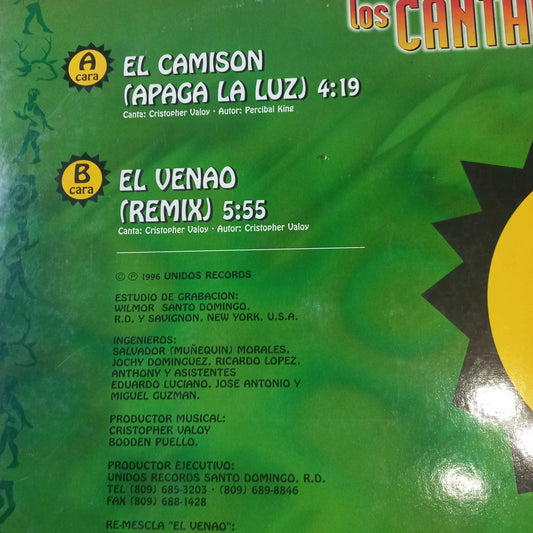 los CANTA
A cara
EL CAMISON
(APAGA LA LUZ) 4:19
Canta: Cristopher Valoy • Autor: Percibal King
B cara
EL VENAO
(REMIX) 5:55
Canta: Cristopher Valoy • Autor: Cristopher Valoy
© ℗ 1996 UNIDOS RECORDS
ESTUDIO DE GRABACION:
WILMOR SANTO DOMINGO,
R.D. Y SAVIGNON, NEW YORK, U.S.A.
INGENIEROS:
SALVADOR (MUÑEQUIN) MORALES,
JOCHY DOMINGUEZ, RICARDO LOPEZ,
ANTHONY Y ASISTENTES
EDUARDO LUCIANO, JOSE ANTONIO Y
MIGUEL GUZMAN.
PRODUCTOR MUSICAL:
CRISTOPHER VALOY
BODDEN PUELLO.
PRODUCTOR EJECUTIVO:
UNIDOS RECORDS SANTO DOMINGO, R.D.
TEL (809) 685-3203 • (809) 689-8846
FAX (809) 688-1428
RE-MESCLA "EL VENAO":